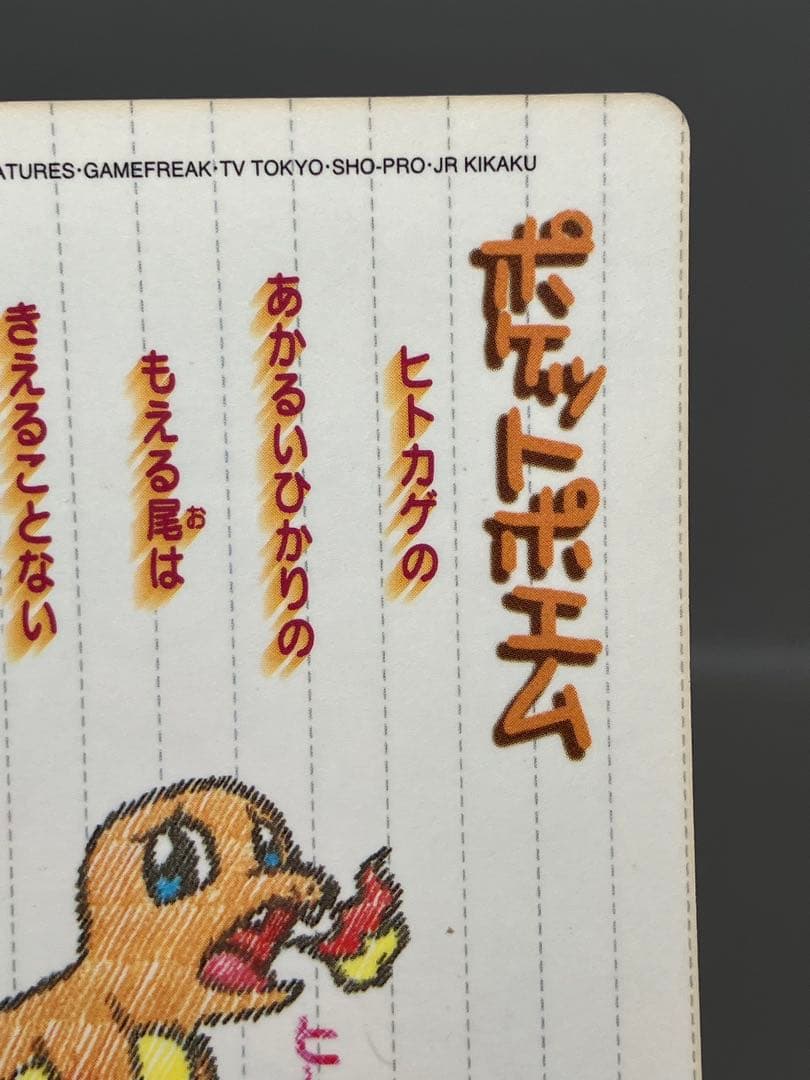 ATURES・GAMEFREAK・TV TOKYO・SHO-PRO・JR KIKAKU
ポケットポエム
ヒトカゲの
あかるいひかりの
もえる尾は
お
きえることない
ヒ